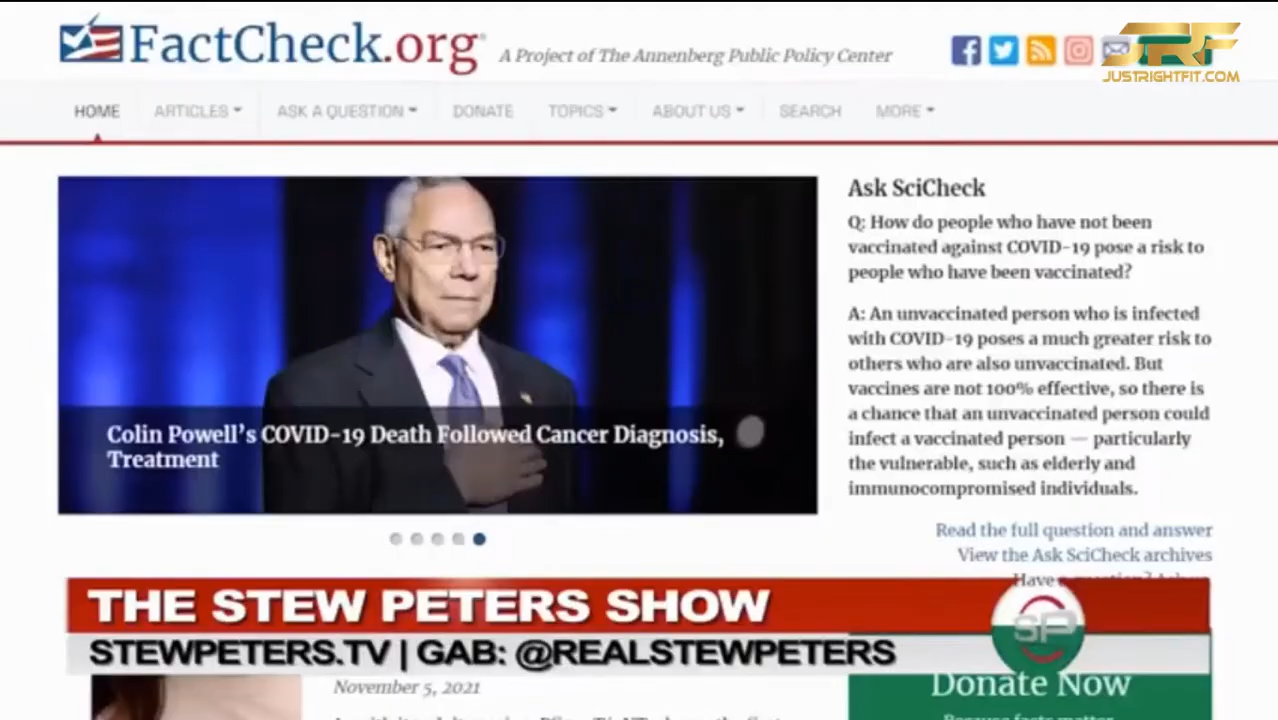 FactCheck.org
A Project of The Annenberg Public Policy Center
JRF
JUSTRIGHTFIT.COM
HOME ARTICLES ASK A QUESTION DONATE TOPICS ABOUT US SEARCH MORE
Colin Powell's COVID-19 Death Followed Cancer Diagnosis,
Treatment
Ask SciCheck
Q: How do people who have not been
vaccinated against COVID-19 pose a risk to
people who have been vaccinated?
A: An unvaccinated person who is infected
with COVID-19 poses a much greater risk to
others who are also unvaccinated. But
vaccines are not 100% effective, so there is
a chance that an unvaccinated person could
infect a vaccinated person — particularly
the vulnerable, such as elderly and
immunocompromised individuals.
Read the full question and answer
View the Ask SciCheck archives
Have
THE STEW PETERS SHOW
STEWPETERS.TV | GAB: @REALSTEWPETERS
SP
November 5, 2021
Donate Now